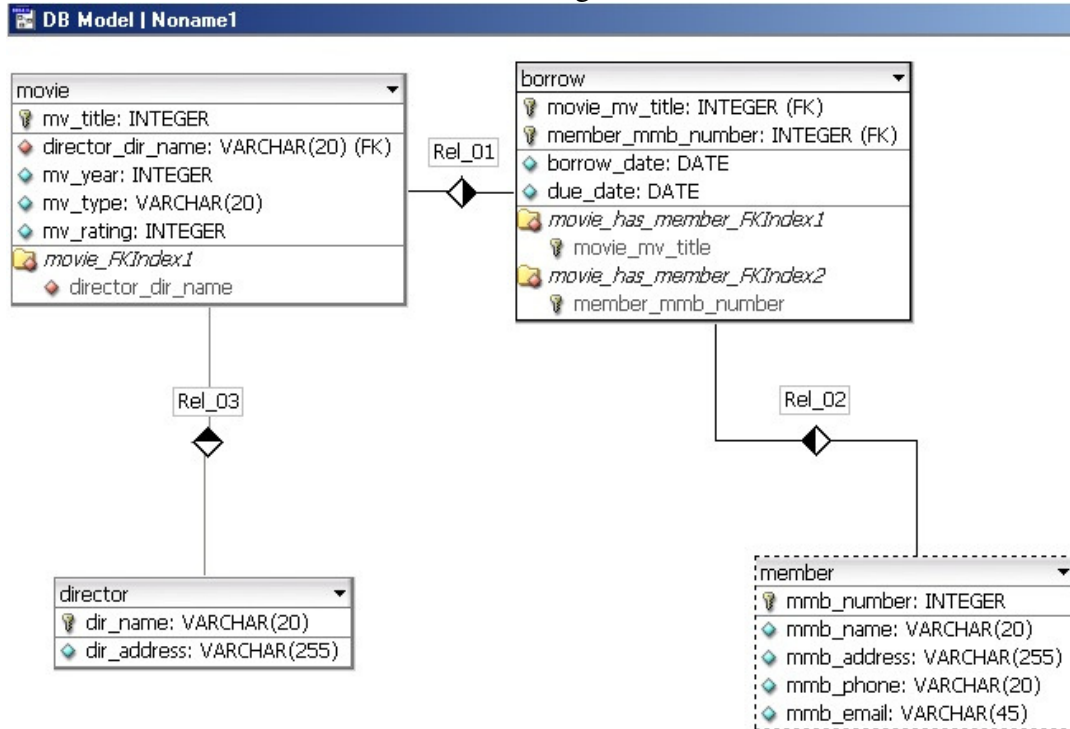 DB Model | Noname1
movie
mv_title: INTEGER
director_dir_name: VARCHAR(20) (FK)
mv_year: INTEGER
mv_type: VARCHAR(20)
mv_rating: INTEGER
movie_FKIndex1
director_dir_name
Rel_01
borrow
movie_mv_title: INTEGER (FK)
member_mmb_number: INTEGER (FK)
borrow_date: DATE
due_date: DATE
movie_has_member_FKIndex1
movie_mv_title
movie_has_member_FKIndex2
member_mmb_number
Rel_03
Rel_02
director
dir_name: VARCHAR(20)
dir_address: VARCHAR(255)
member
mmb_number: INTEGER
mmb_name: VARCHAR(20)
mmb_address: VARCHAR(255)
mmb_phone: VARCHAR(20)
mmb_email: VARCHAR(45)